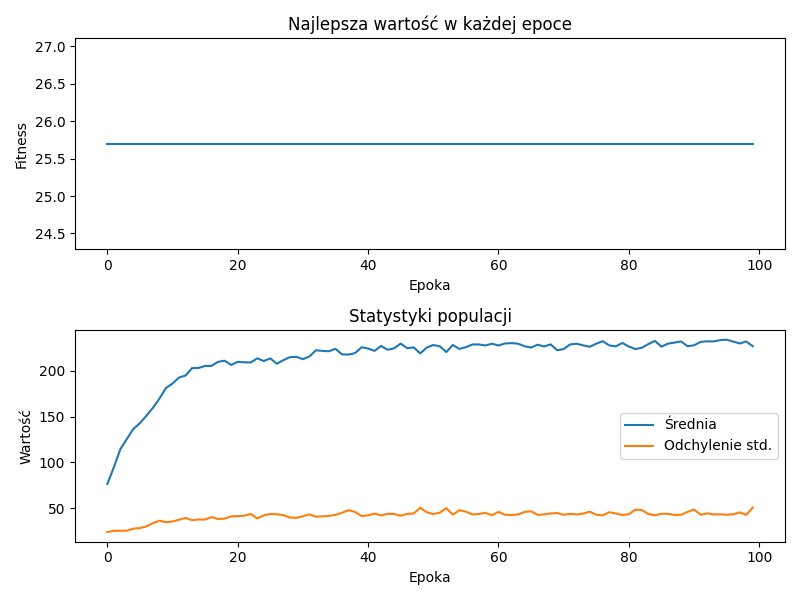 Najlepsza wartość w każdej epoce
27.0
26.5
26.0
25.5
25.0
24.5
Fitness
0 20 40 60 80 100
Epoka
Statystyki populacji
200
150
100
50
Wartość
Średnia
Odchylenie std.
0 20 40 60 80 100
Epoka